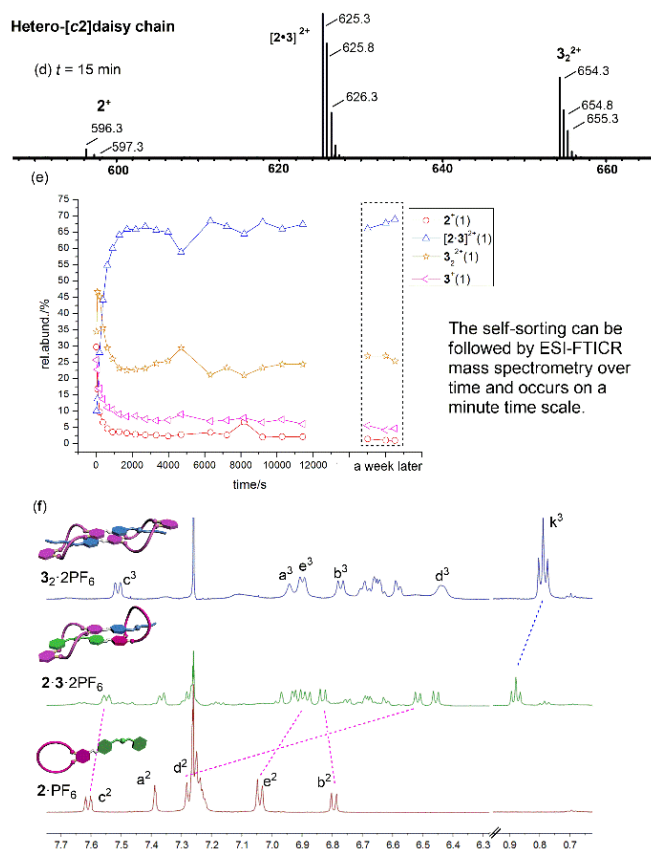 Hetero-[c2]daisy chain
(d) t = 15 min
2⁺
596.3
597.3
[2•3]²⁺
625.3
625.8
626.3
3₂²⁺
654.3
654.8
655.3
600
620
640
660
(e)
rel.abund./%
75
70
65
60
55
50
45
40
35
30
25
20
15
10
5
0
2⁺(1)
[2·3]²⁺(1)
3₂²⁺(1)
3⁺(1)
0 2000 4000 6000 8000 10000 12000 a week later
time/s
The self-sorting can be
followed by ESI-FTICR
mass spectrometry over
time and occurs on a
minute time scale.
(f)
3₂·2PF₆
c³ a³ e³ b³ d³ k³
2·3·2PF₆
2·PF₆
c² a² d² e² b²
7.7 7.6 7.5 7.4 7.3 7.2 7.1 7.0 6.9 6.8 6.7 6.6 6.5 6.4 6.3 0.9 0.8 0.7